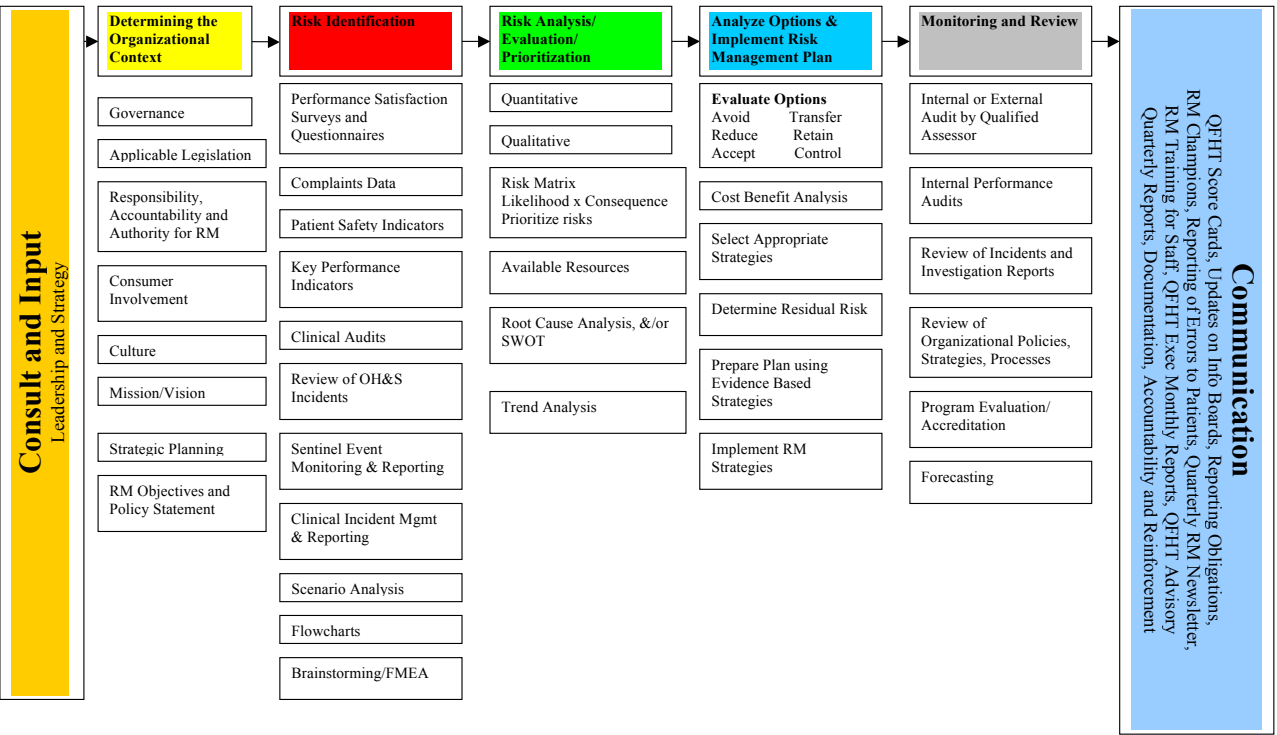 Consult and Input
Leadership and Strategy
Determining the
Organizational
Context
Governance
Applicable Legislation
Responsibility,
Accountability and
Authority for RM
Consumer
Involvement
Culture
Mission/Vision
Strategic Planning
RM Objectives and
Policy Statement
Risk Identification
Performance Satisfaction
Surveys and
Questionnaires
Complaints Data
Patient Safety Indicators
Key Performance
Indicators
Clinical Audits
Review of OH&S
Incidents
Sentinel Event
Monitoring & Reporting
Clinical Incident Mgmt
& Reporting
Scenario Analysis
Flowcharts
Brainstorming/FMEA
Risk Analysis/
Evaluation/
Prioritization
Quantitative
Qualitative
Risk Matrix
Likelihood x Consequence
Prioritize risks
Available Resources
Root Cause Analysis, &/or
SWOT
Trend Analysis
Analyze Options &
Implement Risk
Management Plan
Evaluate Options
Avoid Transfer
Reduce Retain
Accept Control
Cost Benefit Analysis
Select Appropriate
Strategies
Determine Residual Risk
Prepare Plan using
Evidence Based
Strategies
Implement RM
Strategies
Monitoring and Review
Internal or External
Audit by Qualified
Assessor
Internal Performance
Audits
Review of Incidents and
Investigation Reports
Review of
Organizational Policies,
Strategies, Processes
Program Evaluation/
Accreditation
Forecasting
Communication
QFHT Score Cards, Updates on Info Boards, Reporting Obligations,
RM Champions, Reporting of Errors to Patients, Quarterly RM Newsletter,
RM Training for Staff, QFHT Exec Monthly Reports, QFHT Advisory
Quarterly Reports, Documentation, Accountability and Reinforcement